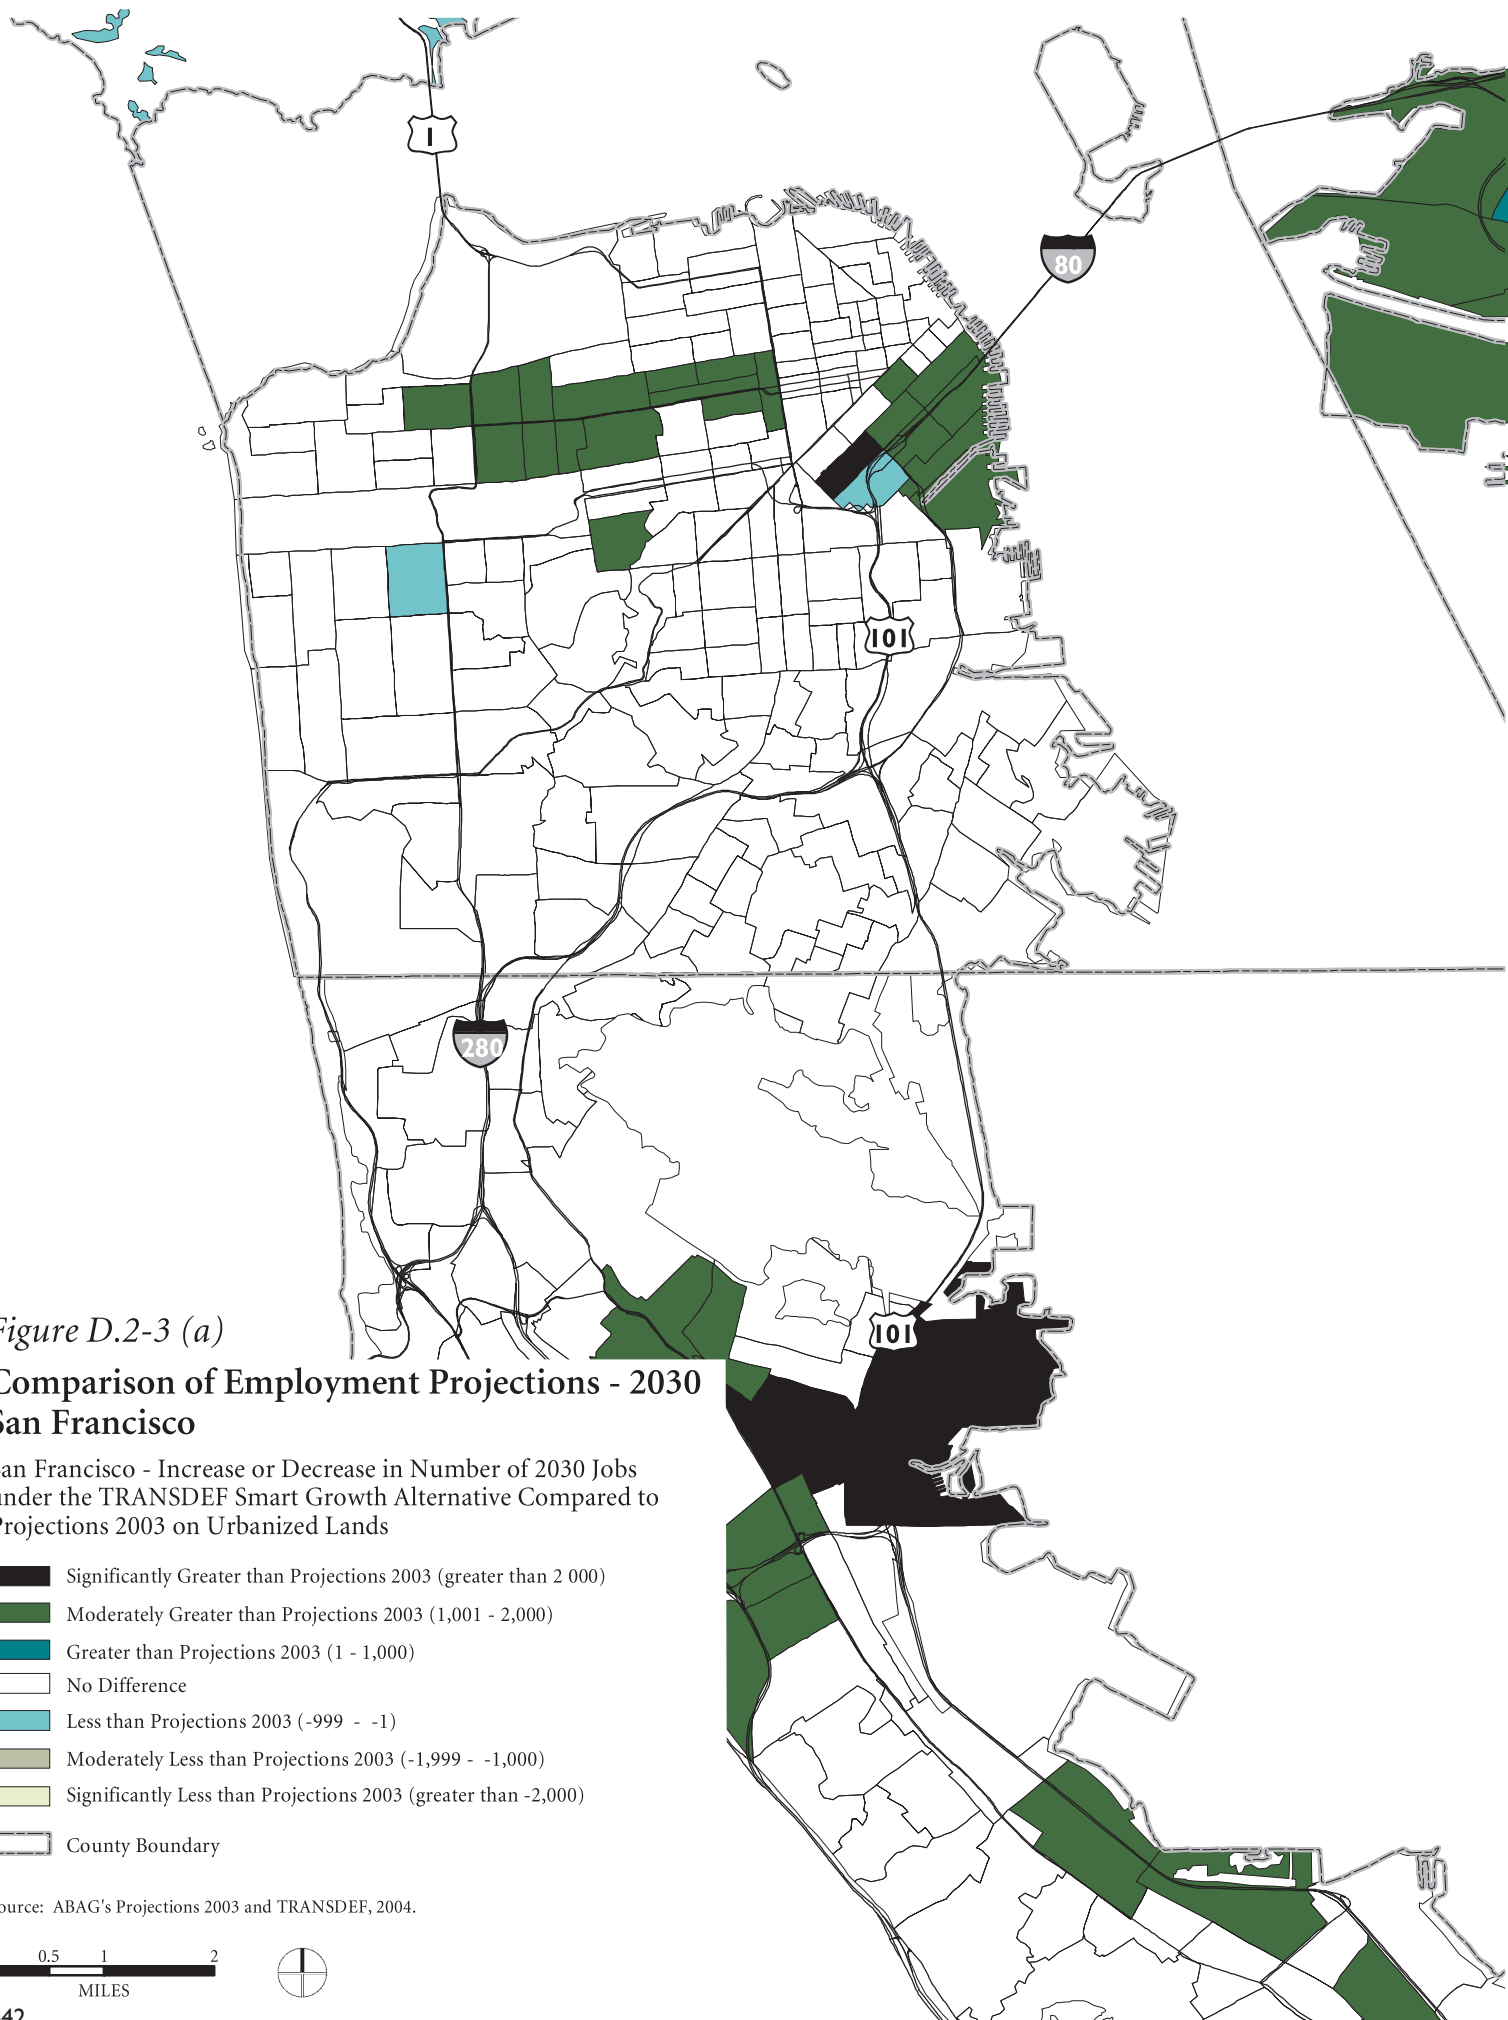 1
80
101
280
101
Figure D.2-3 (a)
Comparison of Employment Projections - 2030
San Francisco
San Francisco - Increase or Decrease in Number of 2030 Jobs
under the TRANSDEF Smart Growth Alternative Compared to
Projections 2003 on Urbanized Lands
Significantly Greater than Projections 2003 (greater than 2 000)
Moderately Greater than Projections 2003 (1,001 - 2,000)
Greater than Projections 2003 (1 - 1,000)
No Difference
Less than Projections 2003 (-999 - -1)
Moderately Less than Projections 2003 (-1,999 - -1,000)
Significantly Less than Projections 2003 (greater than -2,000)
County Boundary
ource: ABAG's Projections 2003 and TRANSDEF, 2004.
0.5 1 2
MILES
42